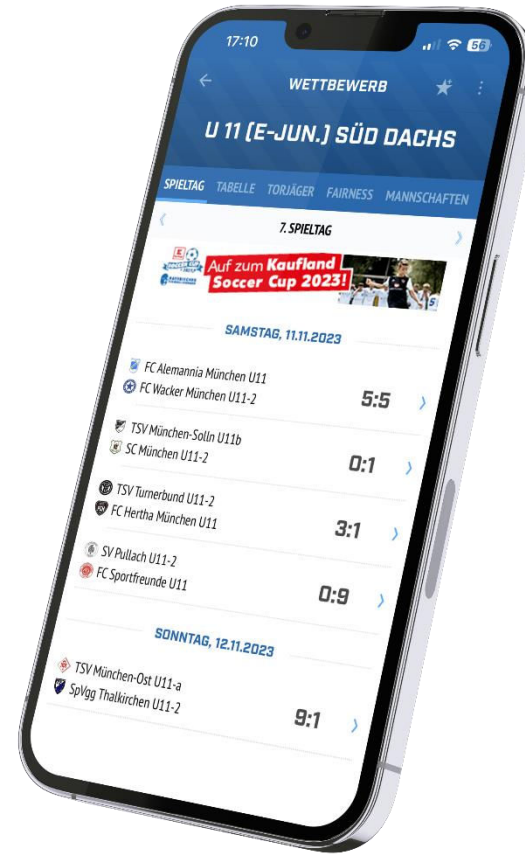 17:10
56
WETTBEWERB
U 11 (E-JUN.) SÜD DACHS
SPIELTAG TABELLE TORJÄGER FAIRNESS MANNSCHAFTEN
7. SPIELTAG
Auf zum Kaufland
Soccer Cup 2023!
SAMSTAG, 11.11.2023
FC Alemannia München U11
FC Wacker München U11-2
5:5
TSV München-Solln U11b
SC München U11-2
0:1
TSV Turnerbund U11-2
FC Hertha München U11
3:1
SV Pullach U11-2
FC Sportfreunde U11
0:9
SONNTAG, 12.11.2023
TSV München-Ost U11-a
SpVgg Thalkirchen U11-2
9:1